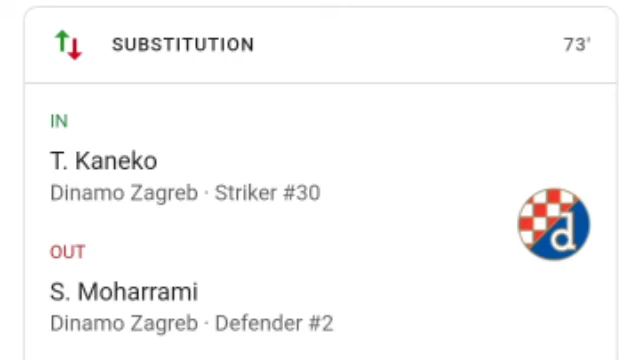 SUBSTITUTION 73'
IN
T. Kaneko
Dinamo Zagreb · Striker #30
d
OUT
S. Moharrami
Dinamo Zagreb · Defender #2